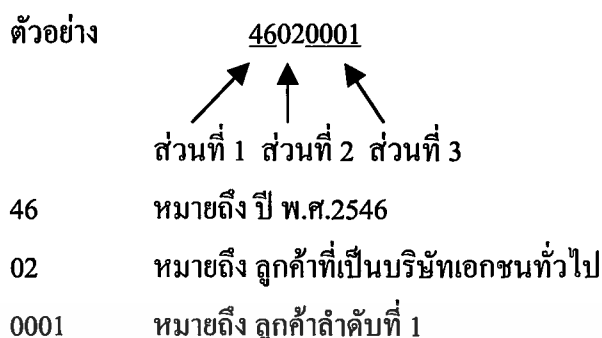 ตัวอย่าง 46020001
ส่วนที่ 1 ส่วนที่ 2 ส่วนที่ 3
46 หมายถึง ปี พ.ศ.2546
02 หมายถึง ลูกค้าที่เป็นบริษัทเอกชนทั่วไป
0001 หมายถึง ลูกค้าลำดับที่ 1